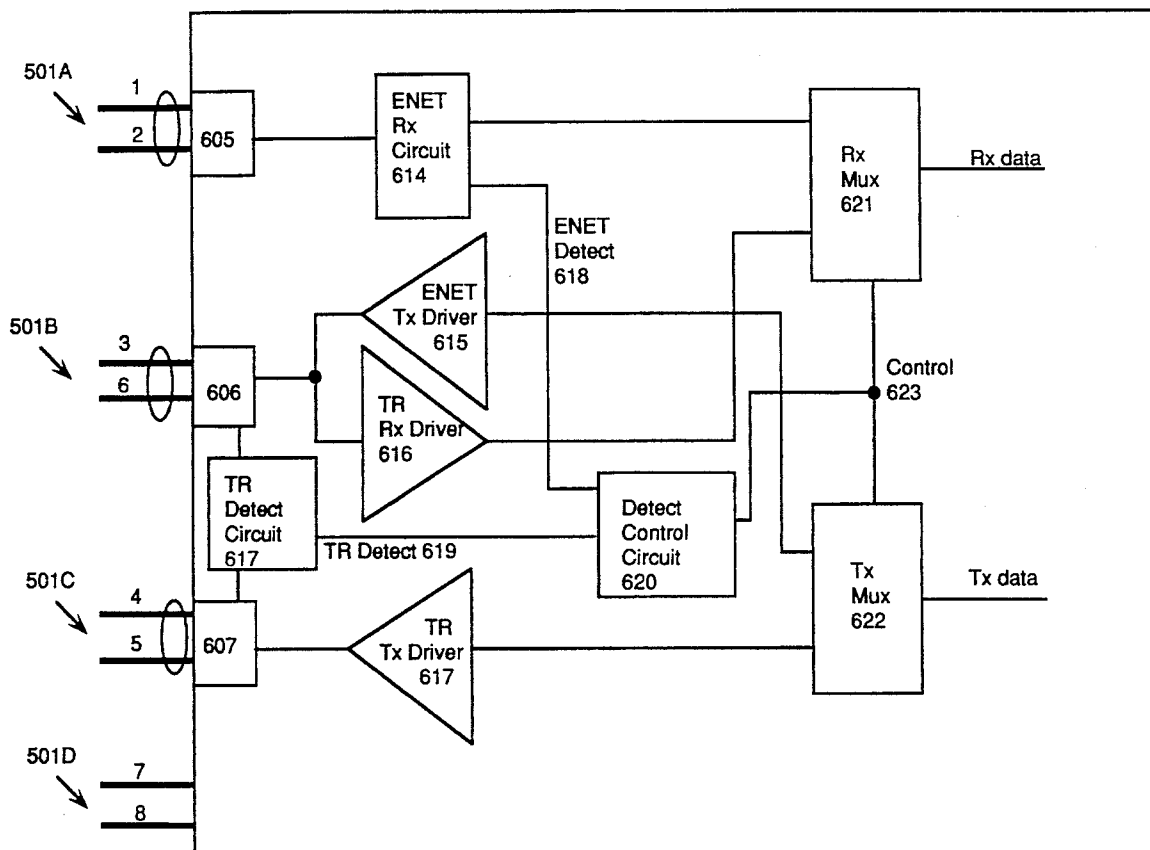 501A
1
2
605
ENET
Rx
Circuit
614
Rx
Mux
621
Rx data
ENET
Detect
618
501B
3
6
606
ENET
Tx Driver
615
TR
Rx Driver
616
Control
623
TR
Detect
Circuit
617
TR Detect 619
Detect
Control
Circuit
620
501C
4
5
607
TR
Tx Driver
617
Tx
Mux
622
Tx data
501D
7
8